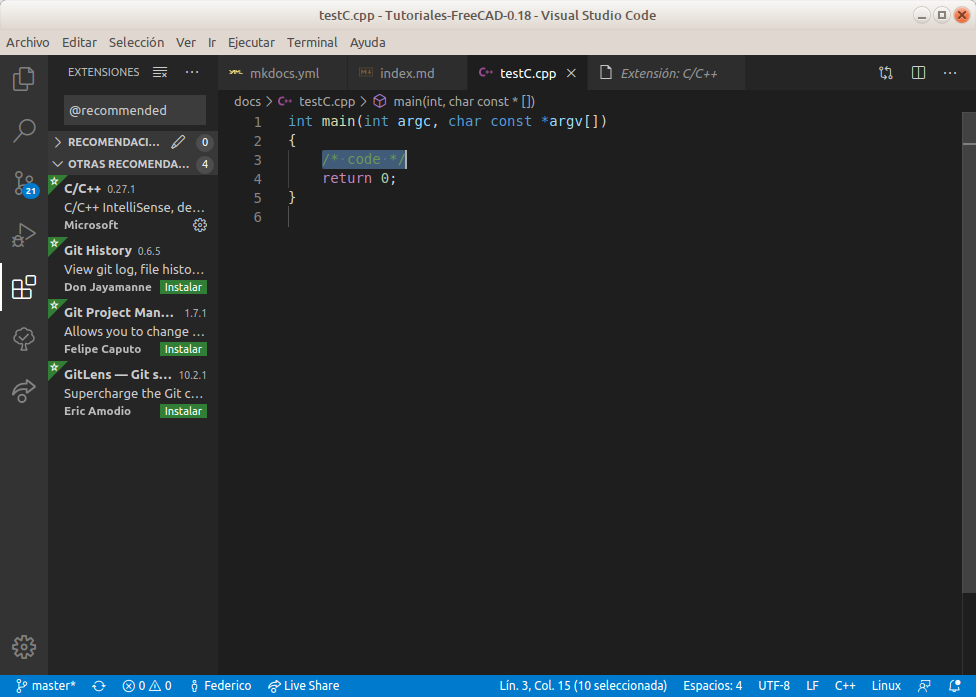 testC.cpp - Tutoriales-FreeCAD-0.18 - Visual Studio Code
Archivo Editar Selección Ver Ir Ejecutar Terminal Ayuda
EXTENSIONES
@recommended
RECOMENDACI... 0
OTRAS RECOMENDA... 4
C/C++ 0.27.1
C/C++ IntelliSense, de...
Microsoft
Git History 0.6.5
View git log, file histo...
Don Jayamanne Instalar
Git Project Man... 1.7.1
Allows you to change ...
Felipe Caputo Instalar
GitLens — Git s... 10.2.1
Supercharge the Git c...
Eric Amodio Instalar
21
mkdocs.yml index.md testC.cpp Extensión: C/C++
docs > testC.cpp > main(int, char const * [])
1 int main(int argc, char const *argv[])
2 {
3 /* code */
4 return 0;
5 }
6
master* 0 0 Federico Live Share Lín. 3, Col. 15 (10 seleccionada) Espacios: 4 UTF-8 LF C++ Linux